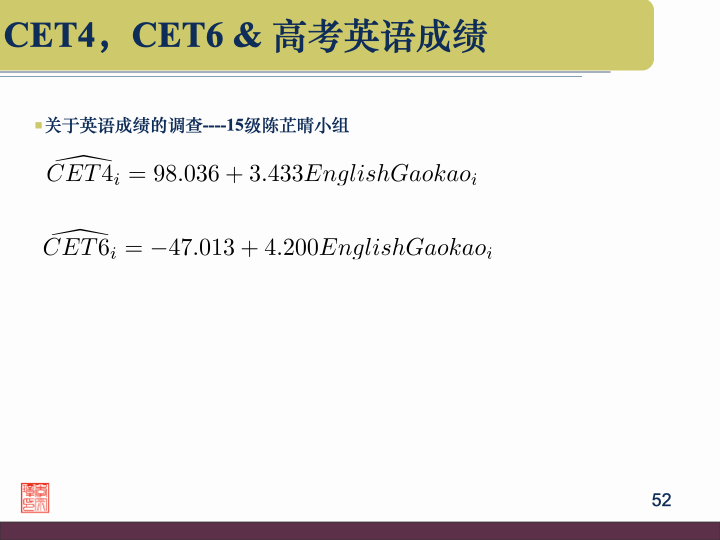 CET4，CET6 & 高考英语成绩
关于英语成绩的调查----15级陈芷晴小组
\widehat{CET4}_i = 98.036 + 3.433EnglishGaokao_i
\widehat{CET6}_i = −47.013 + 4.200EnglishGaokao_i
52